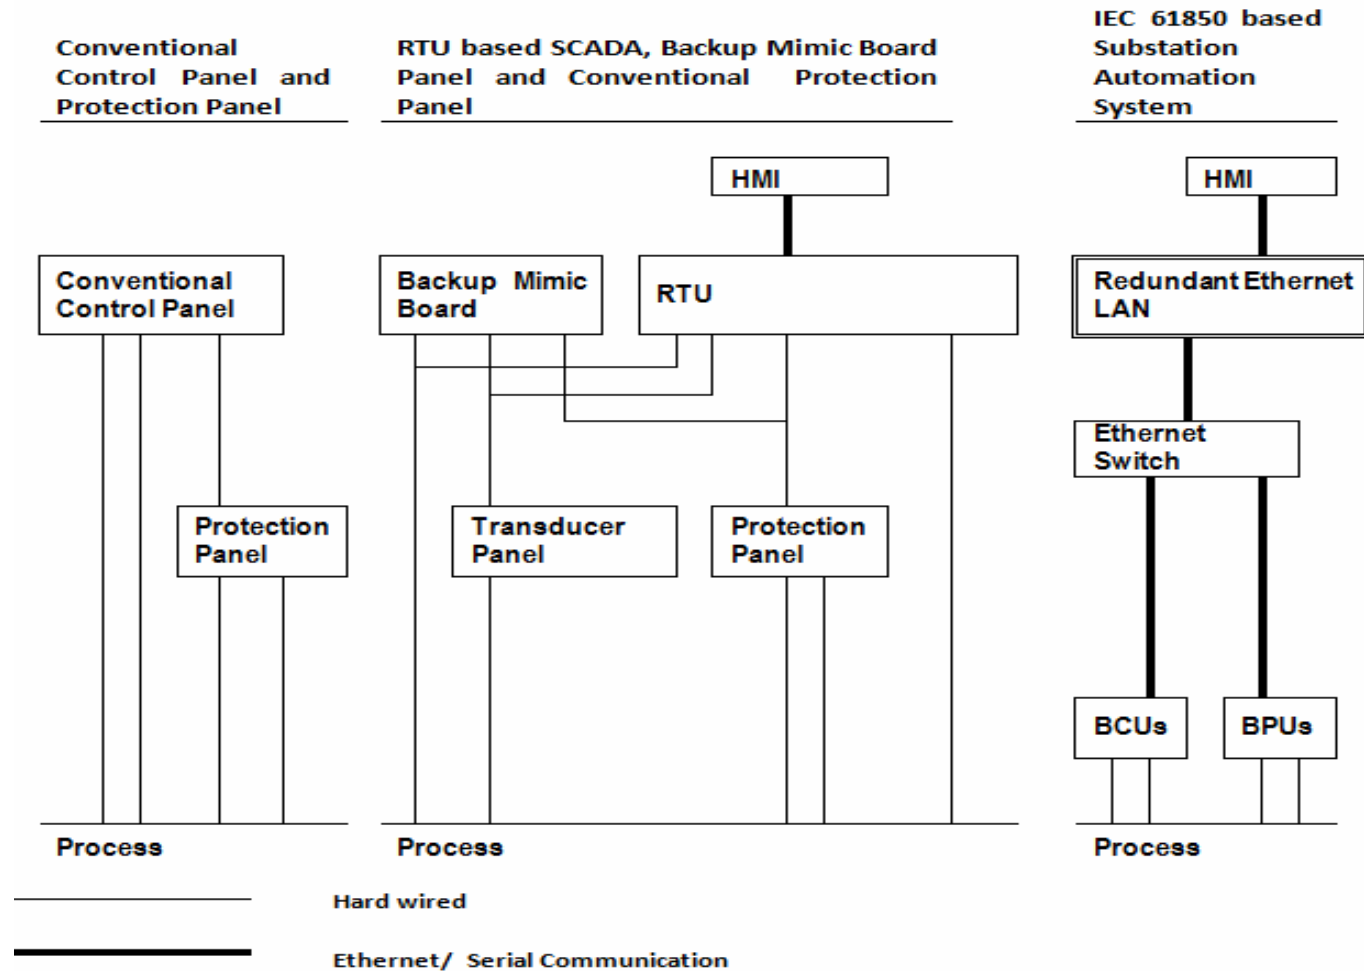 Conventional
Control Panel and
Protection Panel
RTU based SCADA, Backup Mimic Board
Panel and Conventional Protection
Panel
IEC 61850 based
Substation
Automation
System
HMI
HMI
Conventional
Control Panel
Backup Mimic
Board
RTU
Redundant Ethernet
LAN
Ethernet
Switch
Protection
Panel
Transducer
Panel
Protection
Panel
BCUs
BPUs
Process
Process
Process
Hard wired
Ethernet/ Serial Communication